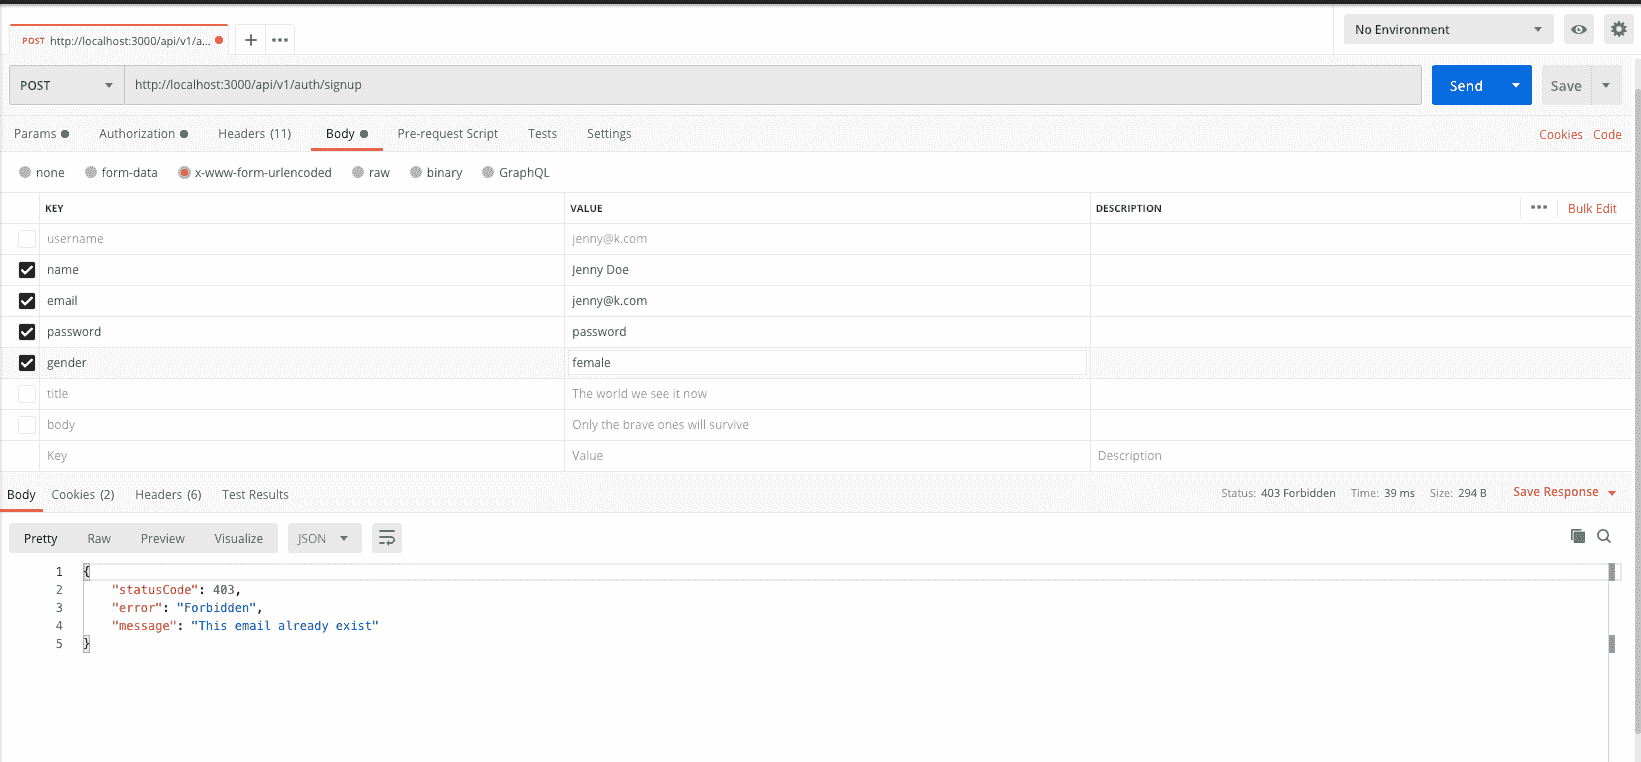 POST http://localhost:3000/api/v1/a... + ••• No Environment
POST http://localhost:3000/api/v1/auth/signup Send Save
Params Authorization Headers (11) Body Pre-request Script Tests Settings Cookies Code
none form-data x-www-form-urlencoded raw binary GraphQL
KEY VALUE DESCRIPTION ••• Bulk Edit
username jenny@k.com
name Jenny Doe
email jenny@k.com
password password
gender female
title The world we see it now
body Only the brave ones will survive
Key Value Description
Body Cookies (2) Headers (6) Test Results Status: 403 Forbidden Time: 39 ms Size: 294 B Save Response
Pretty Raw Preview Visualize JSON
1 {
2 "statusCode": 403,
3 "error": "Forbidden",
4 "message": "This email already exist"
5 }